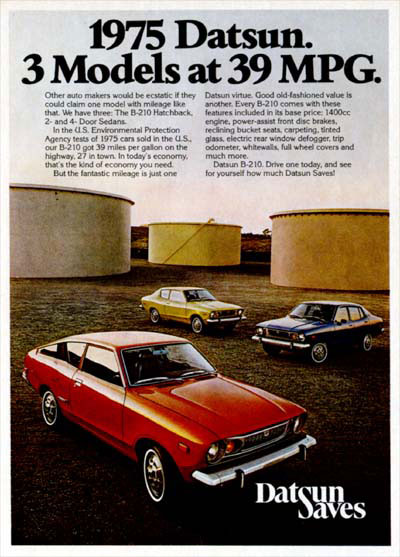 1975 Datsun.
3 Models at 39 MPG.
Other auto makers would be ecstatic if they
could claim one model with mileage like
that. We have three: The B-210 Hatchback,
2- and 4- Door Sedans.
In the U.S. Environmental Protection
Agency tests of 1975 cars sold in the U.S.,
our B-210 got 39 miles per gallon on the
highway, 27 in town. In today's economy,
that's the kind of economy you need.
But the fantastic mileage is just one
Datsun virtue. Good old-fashioned value is
another. Every B-210 comes with these
features included in its base price: 1400cc
engine, power-assist front disc brakes,
reclining bucket seats, carpeting, tinted
glass, electric rear window defogger, trip
odometer, whitewalls, full wheel covers and
much more.
Datsun B-210. Drive one today, and see
for yourself how much Datsun Saves!
Datsun
Saves